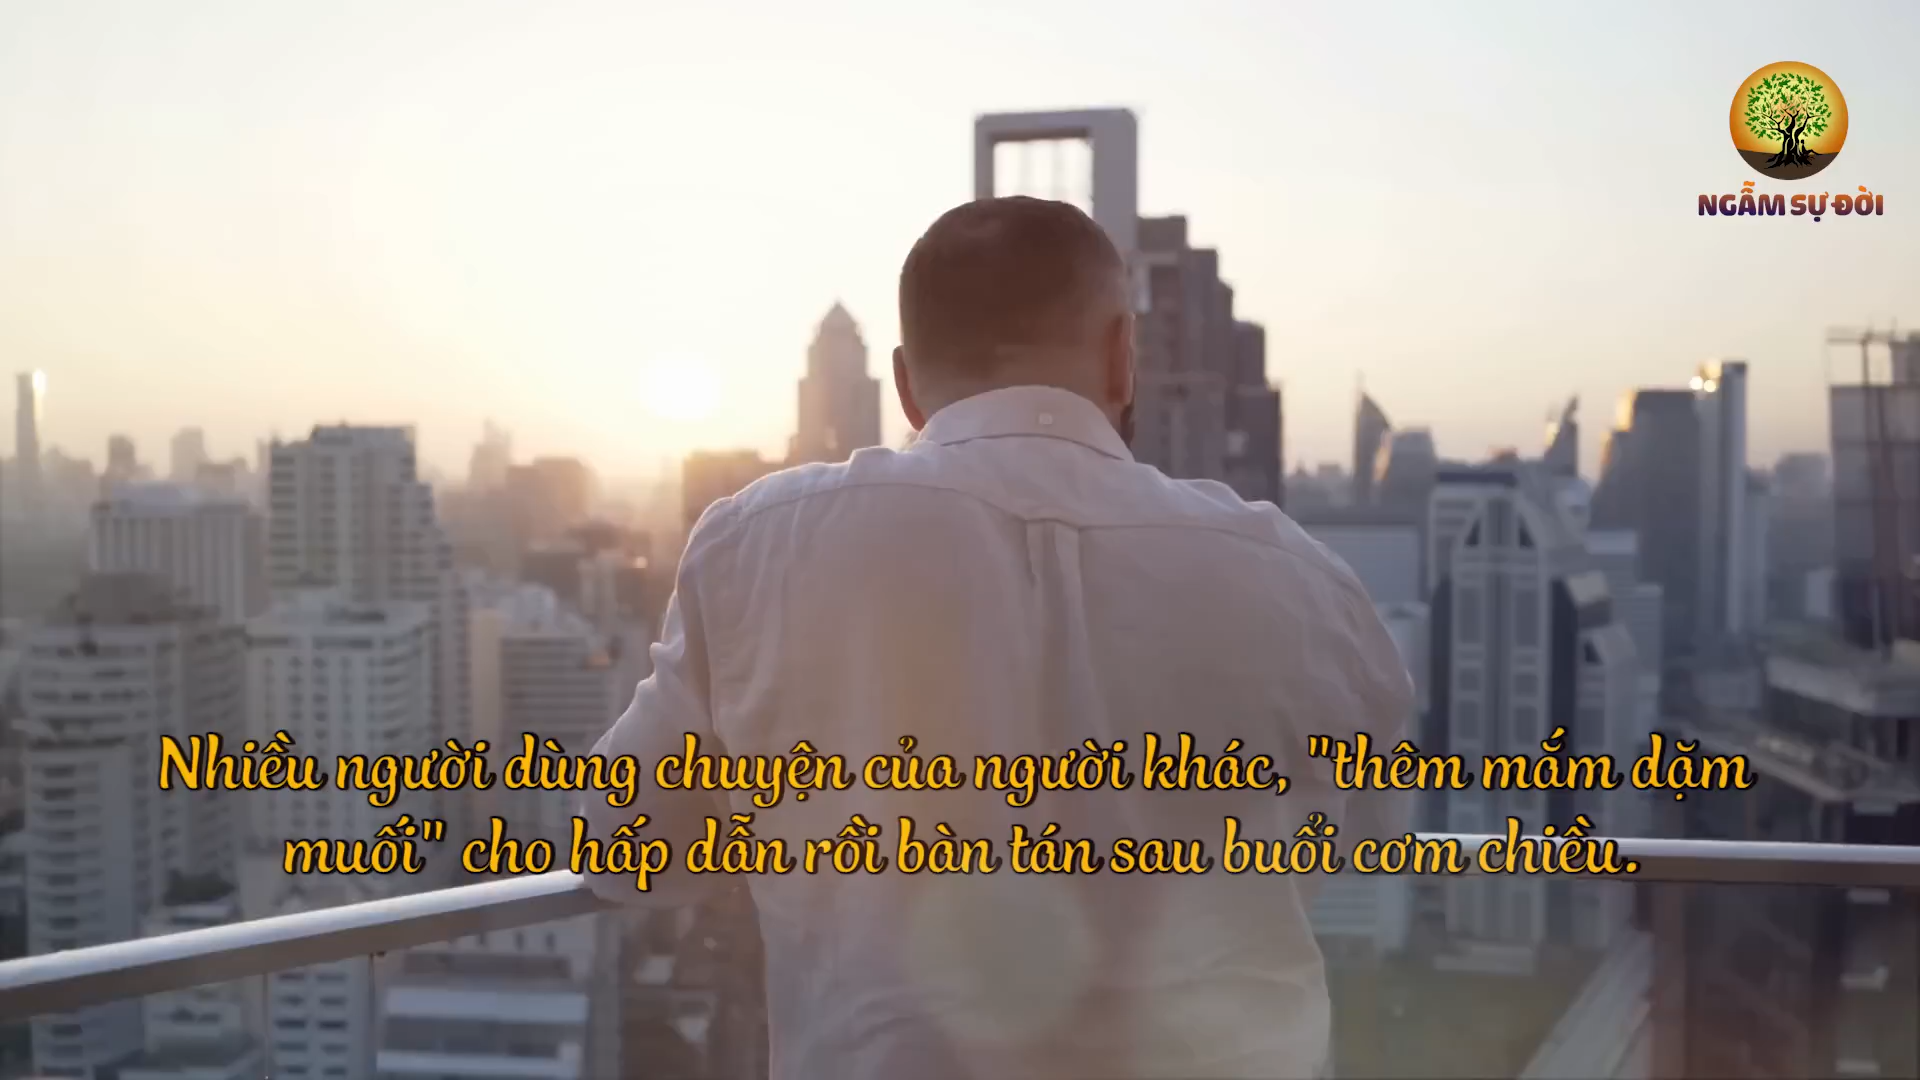 NGẪM SỰ ĐỜI
Nhiều người dùng chuyện của người khác, "thêm mắm dặm
muối" cho hấp dẫn rồi bàn tán sau buổi cơm chiều.